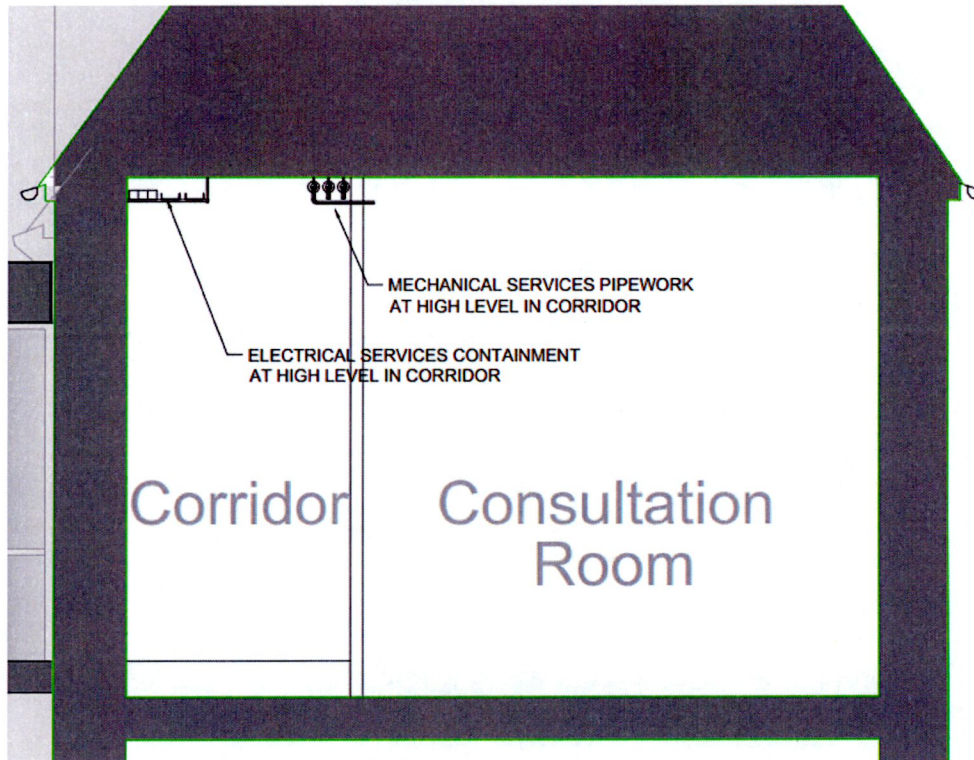 MECHANICAL SERVICES PIPEWORK
AT HIGH LEVEL IN CORRIDOR
ELECTRICAL SERVICES CONTAINMENT
AT HIGH LEVEL IN CORRIDOR
Corridor
Consultation
Room